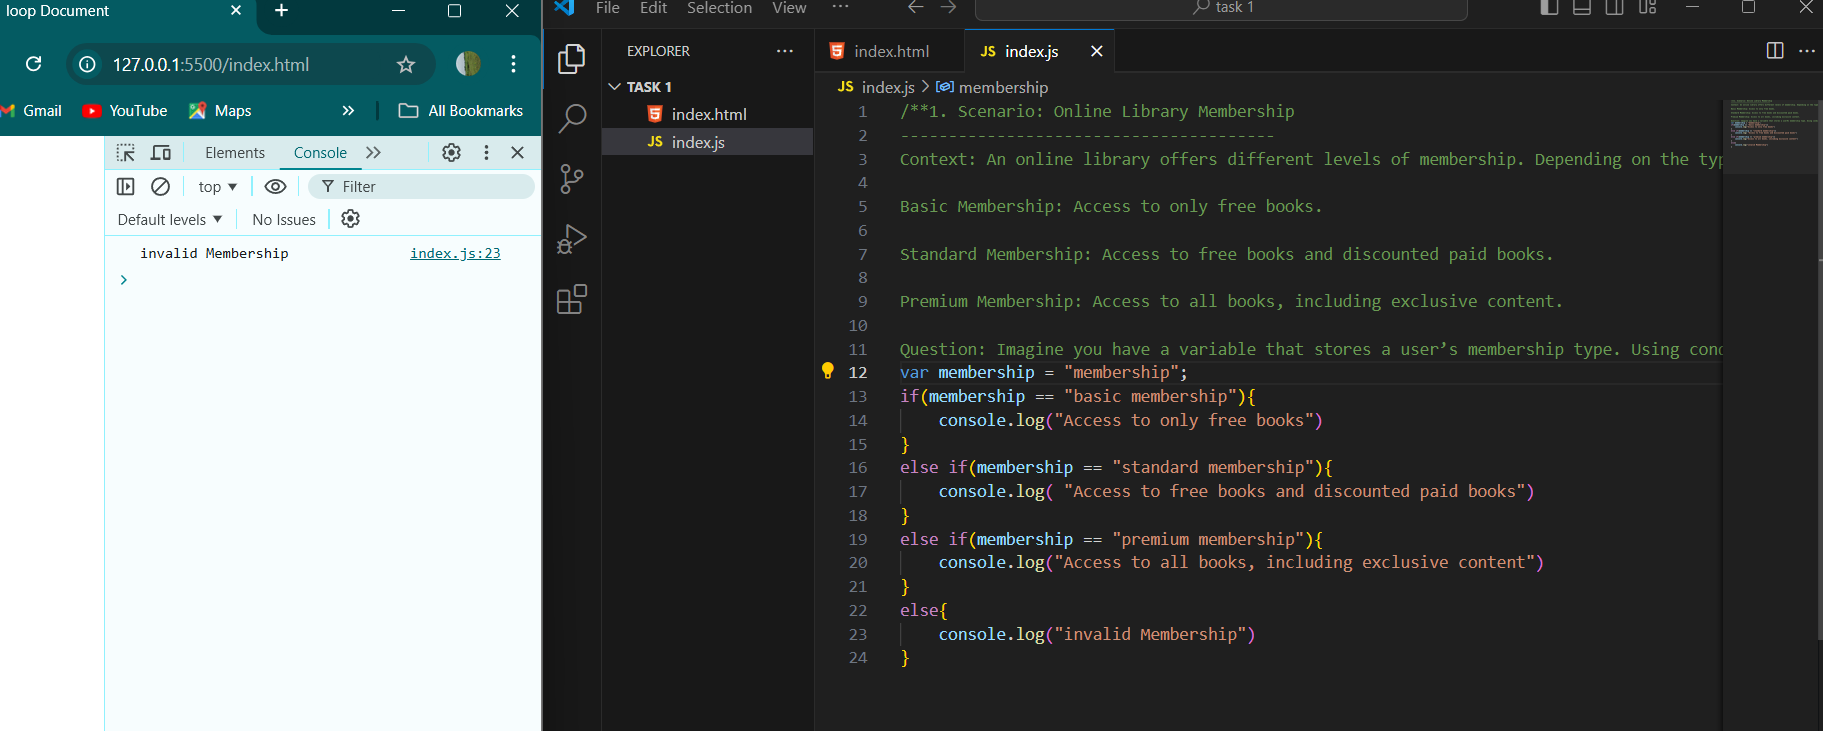 loop Document
127.0.0.1:5500/index.html
Gmail YouTube Maps All Bookmarks
Elements Console
top Filter
Default levels No Issues
invalid Membership index.js:23
File Edit Selection View task 1
EXPLORER
TASK 1
index.html
JS index.js
index.html JS index.js
JS index.js > membership
1 /**1. Scenario: Online Library Membership
2 ---------------------------------------
3 Context: An online library offers different levels of membership. Depending on the typ
4
5 Basic Membership: Access to only free books.
6
7 Standard Membership: Access to free books and discounted paid books.
8
9 Premium Membership: Access to all books, including exclusive content.
10
11 Question: Imagine you have a variable that stores a user’s membership type. Using con
12 var membership = "membership";
13 if(membership == "basic membership"){
14 console.log("Access to only free books")
15 }
16 else if(membership == "standard membership"){
17 console.log( "Access to free books and discounted paid books")
18 }
19 else if(membership == "premium membership"){
20 console.log("Access to all books, including exclusive content")
21 }
22 else{
23 console.log("invalid Membership")
24 }